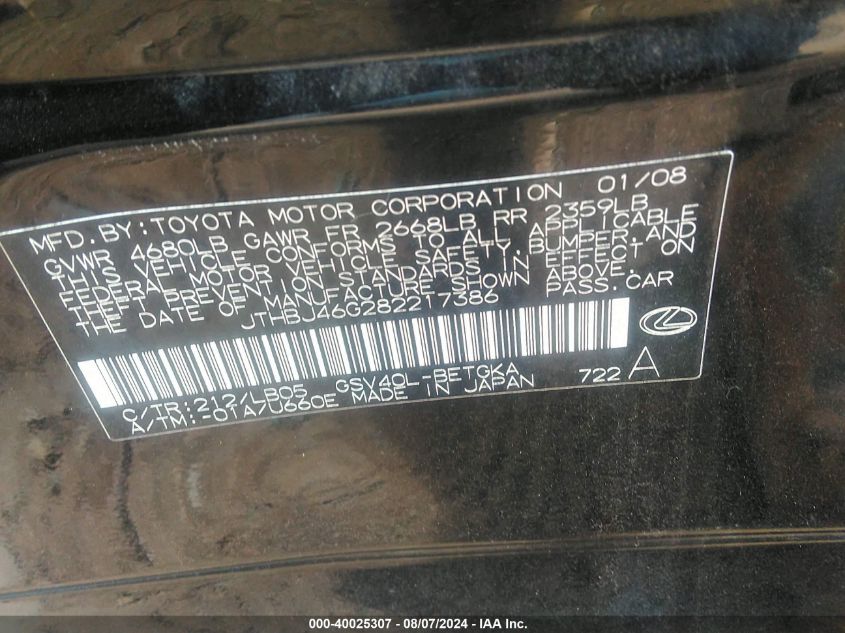 MFD.BY:TOYOTA MOTOR CORPORATION 01/08
GVWR 4680LB GAWR FR 2668LB RR 2359LB
THIS VEHICLE CONFORMS TO ALL APPLICABLE
FEDERAL MOTOR VEHICLE SAFETY, BUMPER, AND
THEFT PREVENTION STANDARDS IN EFFECT ON
THE DATE OF MANUFACTURE SHOWN ABOVE.
JTHBJ46G282217386 PASS.CAR
C/TR:212/LB05 GSV40L-BETGKA
A/TM:-01A/U660E MADE IN JAPAN 722 A
000-40025307 - 08/07/2024 - IAA Inc.